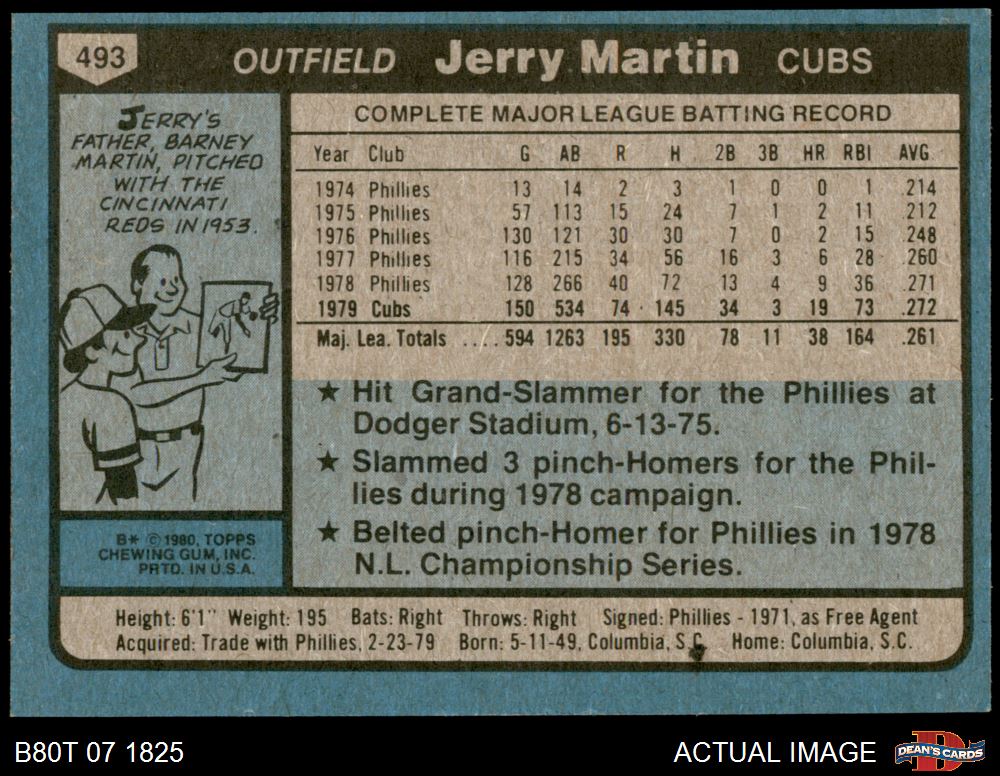 493 OUTFIELD Jerry Martin CUBS
JERRY'S
FATHER, BARNEY
MARTIN, PITCHED
WITH THE
CINCINNATI
REDS IN 1953.
COMPLETE MAJOR LEAGUE BATTING RECORD
Year Club G AB R H 2B 3B HR RBI AVG
1974 Phillies 13 14 2 3 1 0 0 1 .214
1975 Phillies 57 113 15 24 7 1 2 11 .212
1976 Phillies 130 121 30 30 7 0 2 15 .248
1977 Phillies 116 215 34 56 16 3 6 28 .260
1978 Phillies 128 266 40 72 13 4 9 36 .271
1979 Cubs 150 534 74 145 34 3 19 73 .272
Maj. Lea. Totals .... 594 1263 195 330 78 11 38 164 .261
★ Hit Grand-Slammer for the Phillies at
Dodger Stadium, 6-13-75.
★ Slammed 3 pinch-Homers for the Phil-
lies during 1978 campaign.
★ Belted pinch-Homer for Phillies in 1978
N.L. Championship Series.
B* © 1980, TOPPS
CHEWING GUM, INC.
PRTD. IN U.S.A.
Height: 6'1" Weight: 195 Bats: Right Throws: Right Signed: Phillies - 1971, as Free Agent
Acquired: Trade with Phillies, 2-23-79 Born: 5-11-49, Columbia, S.C. Home: Columbia, S.C.
B80T 07 1825
ACTUAL IMAGE
DEAN'S CARDS